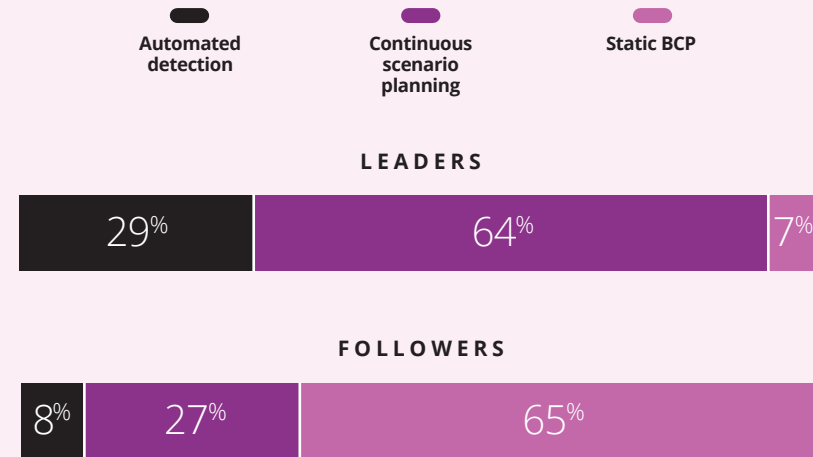 Automated
detection
Continuous
scenario
planning
Static BCP
LEADERS
29%
64%
7%
FOLLOWERS
8%
27%
65%